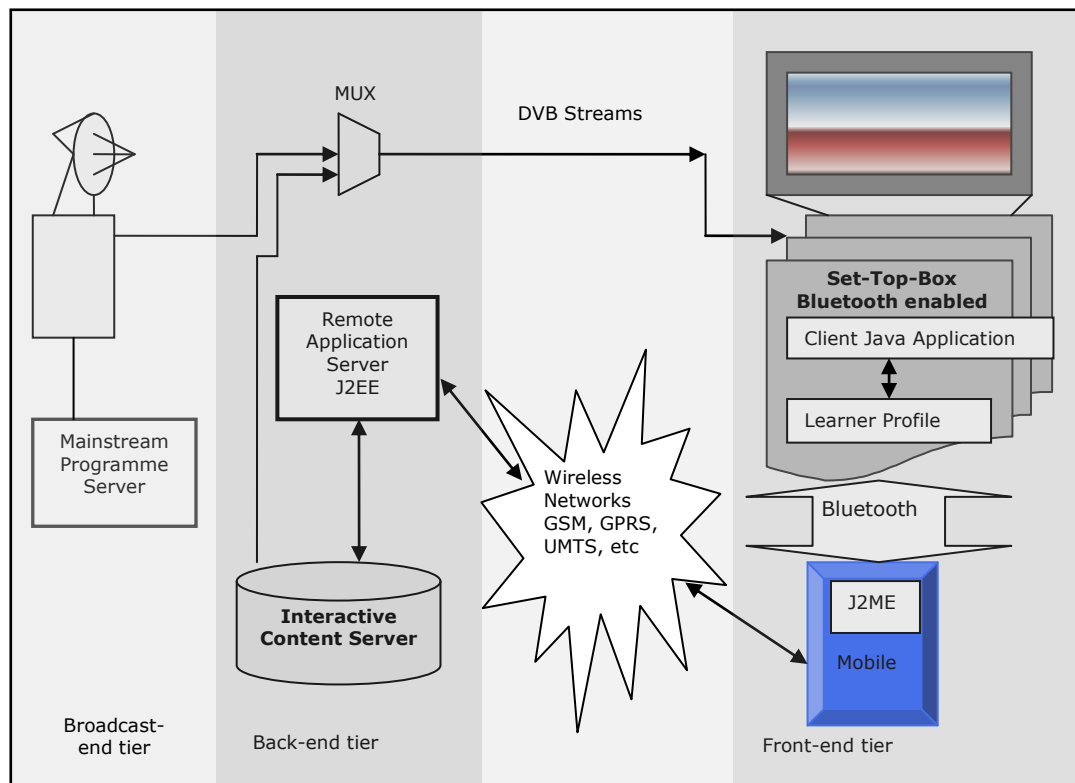 MUX
DVB Streams
Set-Top-Box
Bluetooth enabled
Client Java Application
Learner Profile
Remote
Application
Server
J2EE
Mainstream
Programme
Server
Wireless
Networks
GSM, GPRS,
UMTS, etc
Bluetooth
J2ME
Mobile
Interactive
Content Server
Broadcast-
end tier
Back-end tier
Front-end tier